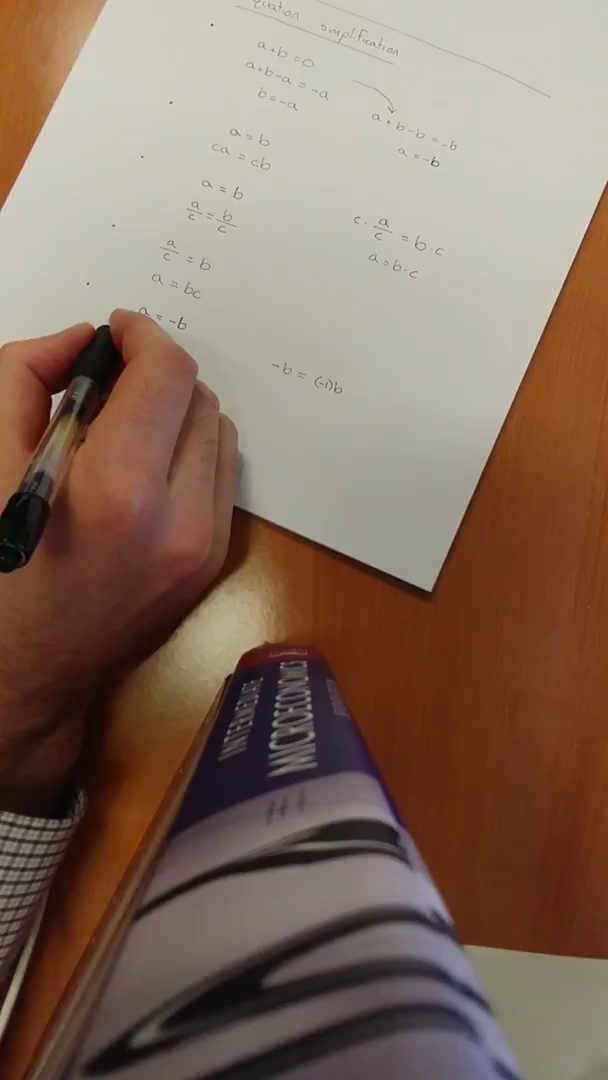 equation simplification
a+b=0
a+b-a = -a
b=-a
a+b-b=-b
a=-b
a=b
ca = cb
a = b
a/c = b/c
c. a/c = b.c
a=b.c
a/c = b
a = bc
a = -b
-b = (-1)b
INTERMEDIATE
MICROECONOMICS